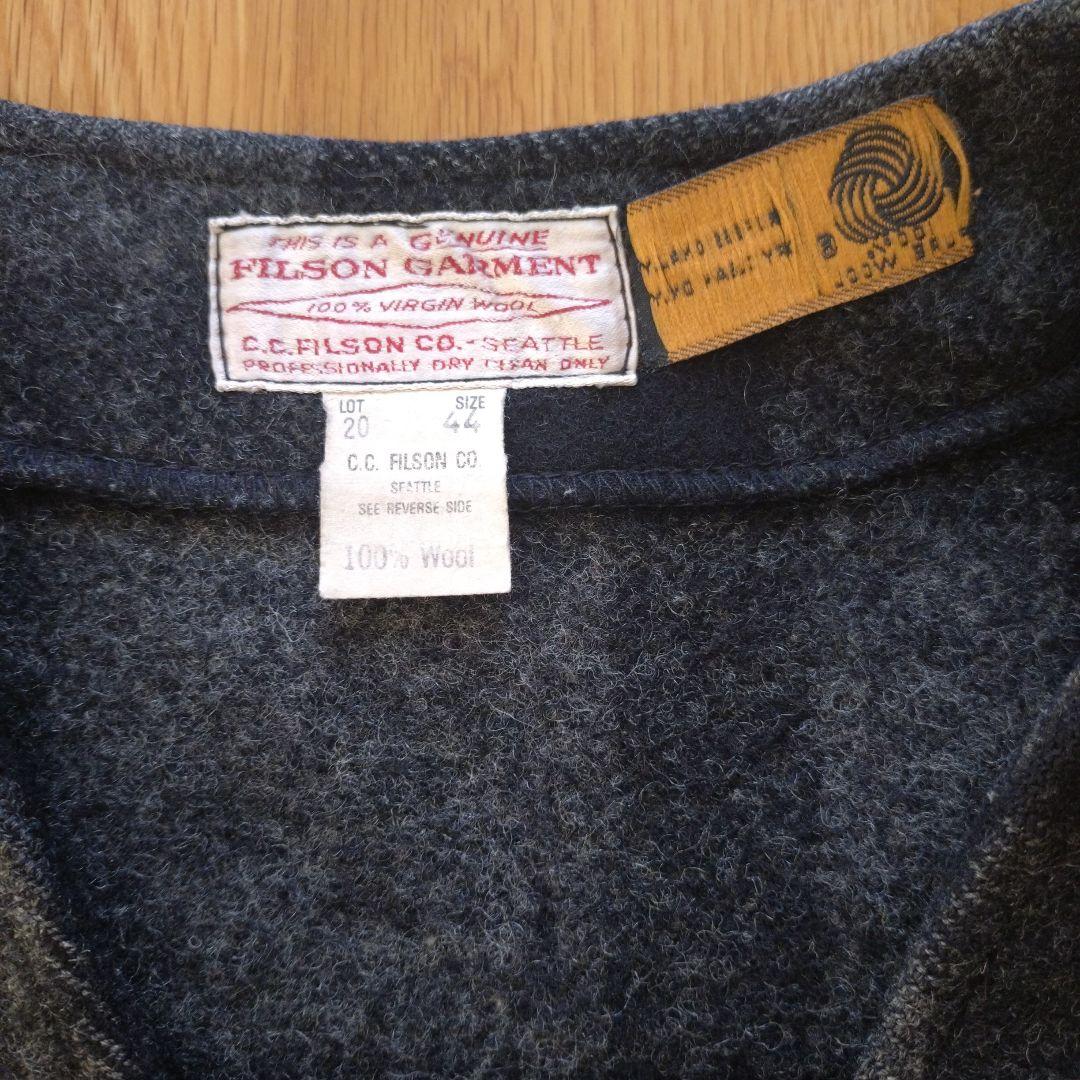 THIS IS A GENUINE
FILSON GARMENT
100% VIRGIN WOOL
C.C. FILSON CO.-SEATTLE
PROFESSIONALLY DRY CLEAN ONLY
LOT SIZE
20 44
C.C. FILSON CO.
SEATTLE
SEE REVERSE SIDE
100% Wool